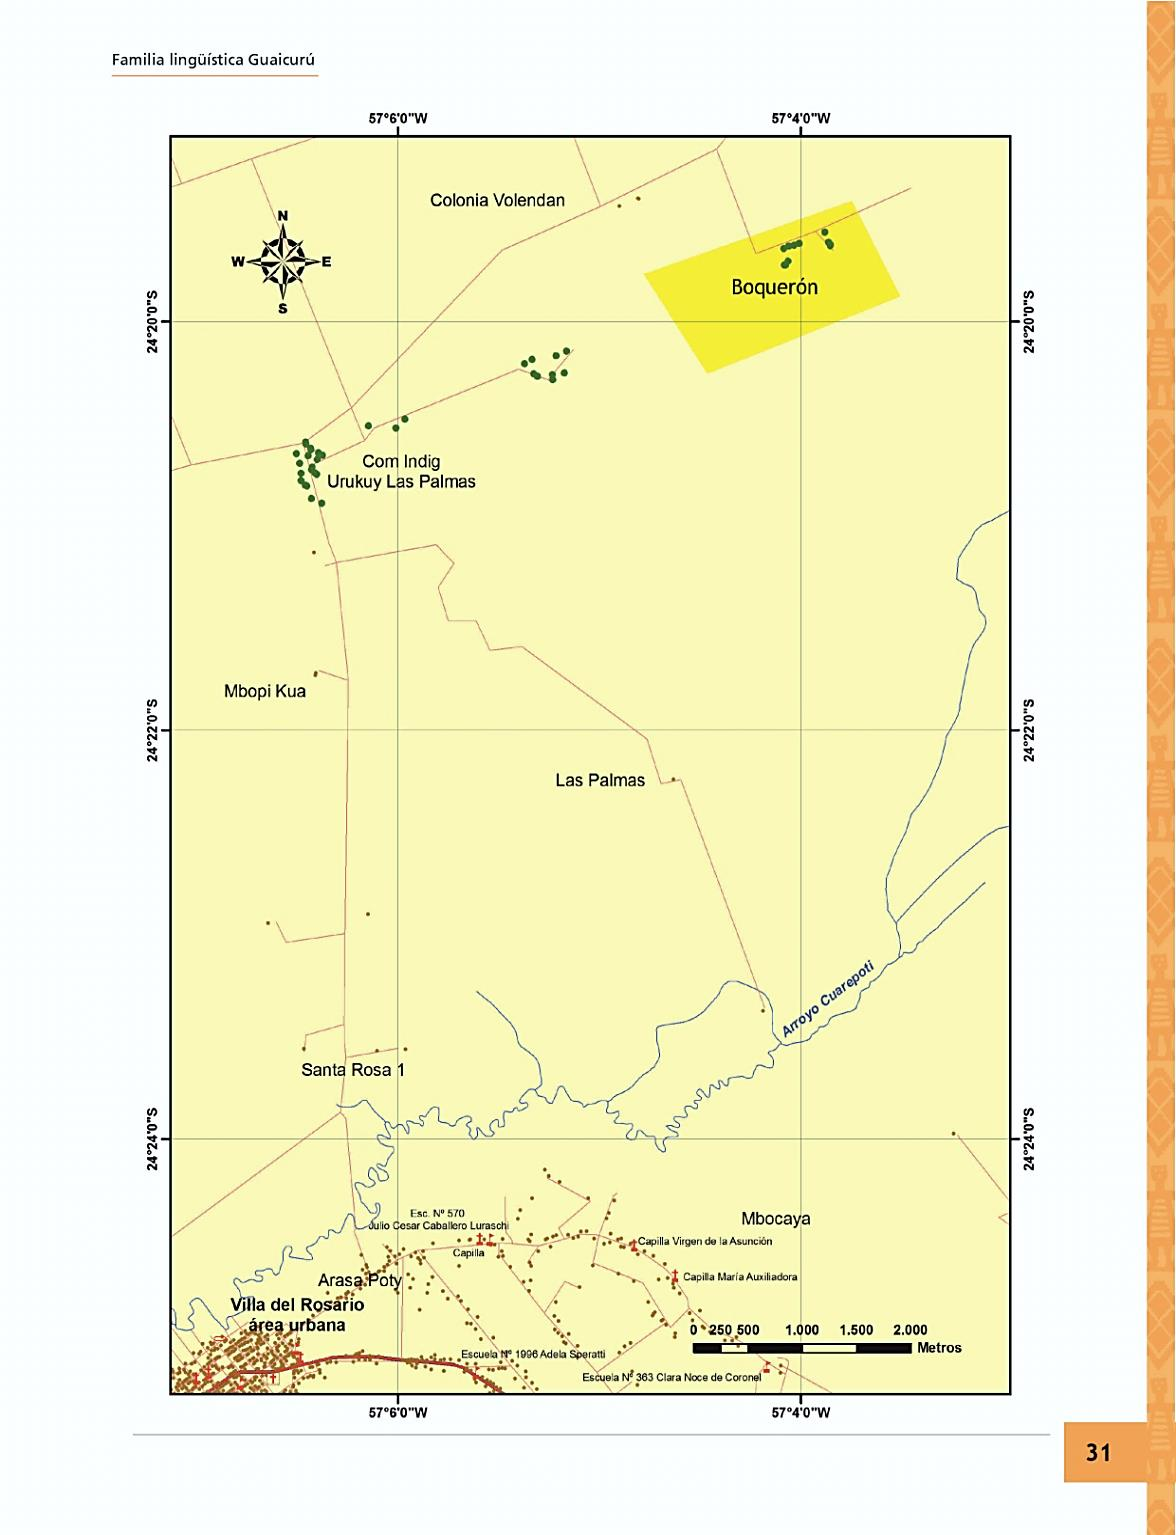 Familia lingüística Guaicurú
57°6'0"W
57°4'0"W
Colonia Volendan
N
W
E
S
Boquerón
24°20'0"S
24°20'0"S
Com Indig
Urukuy Las Palmas
Mbopi Kua
24°22'0"S
24°22'0"S
Las Palmas
Arroyo Cuarepoti
Santa Rosa 1
24°24'0"S
24°24'0"S
Esc. Nº 570
Julio Cesar Caballero Luraschi
Capilla
Mbocaya
Capilla Virgen de la Asunción
Capilla María Auxiliadora
Arasa Poty
Villa del Rosario
área urbana
0 250 500 1.000 1.500 2.000
Metros
Escuela Nº 1996 Adela Speratti
Escuela Nº 363 Clara Noce de Coronel
57°6'0"W
57°4'0"W
31